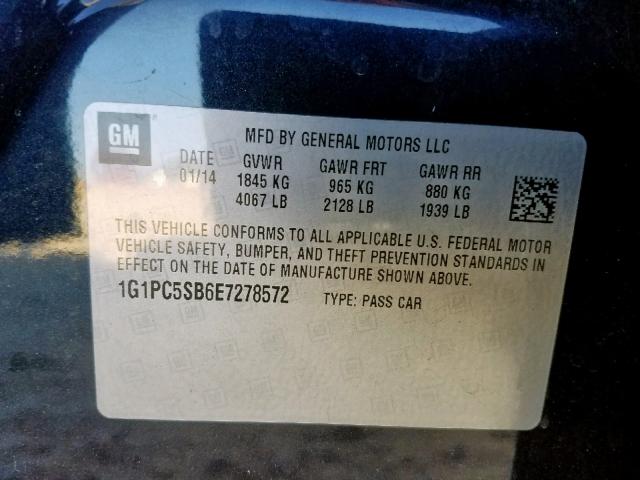 GM
MFD BY GENERAL MOTORS LLC
DATE GVWR GAWR FRT GAWR RR
01/14 1845 KG 965 KG 880 KG
4067 LB 2128 LB 1939 LB
THIS VEHICLE CONFORMS TO ALL APPLICABLE U.S. FEDERAL MOTOR
VEHICLE SAFETY, BUMPER, AND THEFT PREVENTION STANDARDS IN
EFFECT ON THE DATE OF MANUFACTURE SHOWN ABOVE.
1G1PC5SB6E7278572 TYPE: PASS CAR